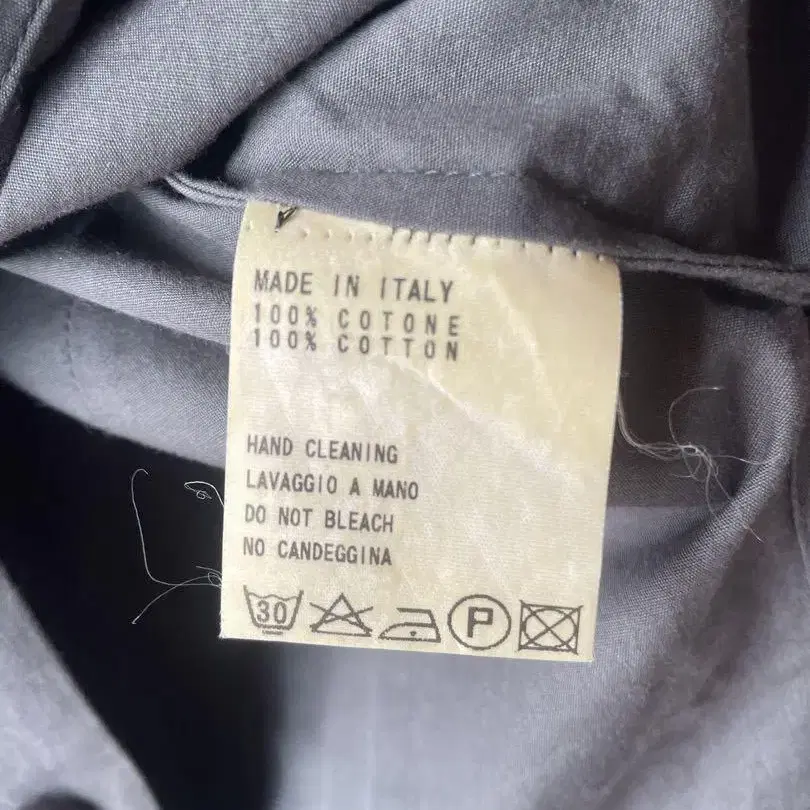 MADE IN ITALY
100% COTONE
100% COTTON
HAND CLEANING
LAVAGGIO A MANO
DO NOT BLEACH
NO CANDEGGINA
30 P